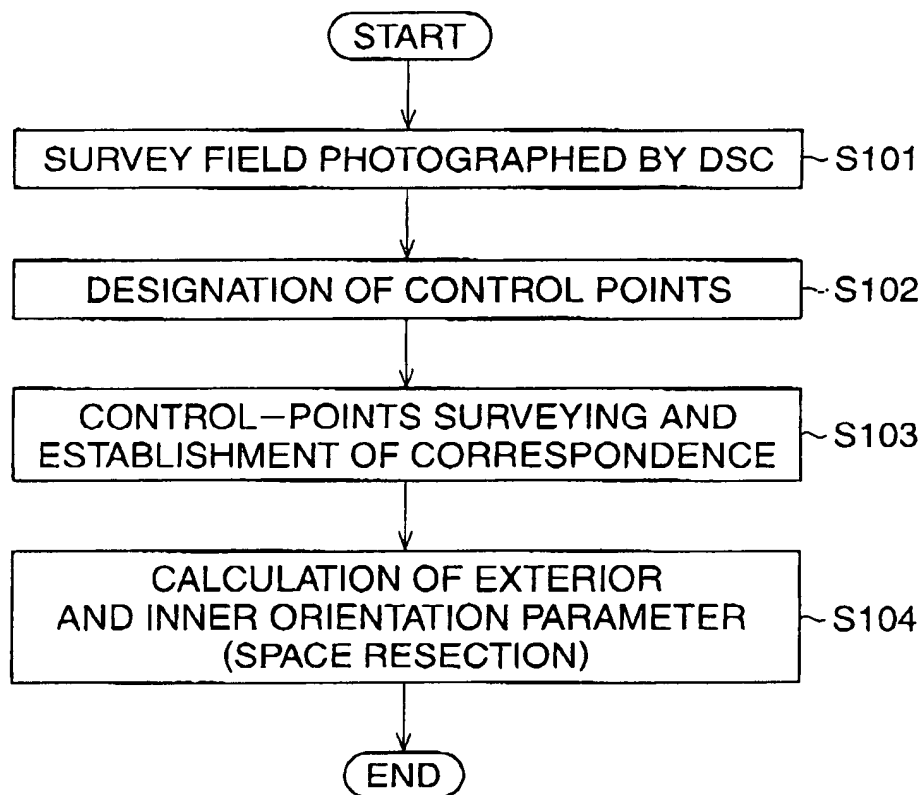 START
SURVEY FIELD PHOTOGRAPHED BY DSC ~S101
DESIGNATION OF CONTROL POINTS ~S102
CONTROL-POINTS SURVEYING AND
ESTABLISHMENT OF CORRESPONDENCE ~S103
CALCULATION OF EXTERIOR
AND INNER ORIENTATION PARAMETER ~S104
(SPACE RESECTION)
END